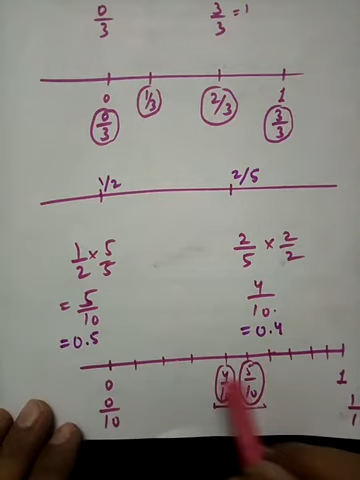 0/3 3/3 = 1
0 1/3 2/3 1
0/3 3/3
1/2 2/5
1/2 × 5/5 2/5 × 2/2
= 5/10 4/10.
= 0.5 = 0.4
0 5/10 1
0/10